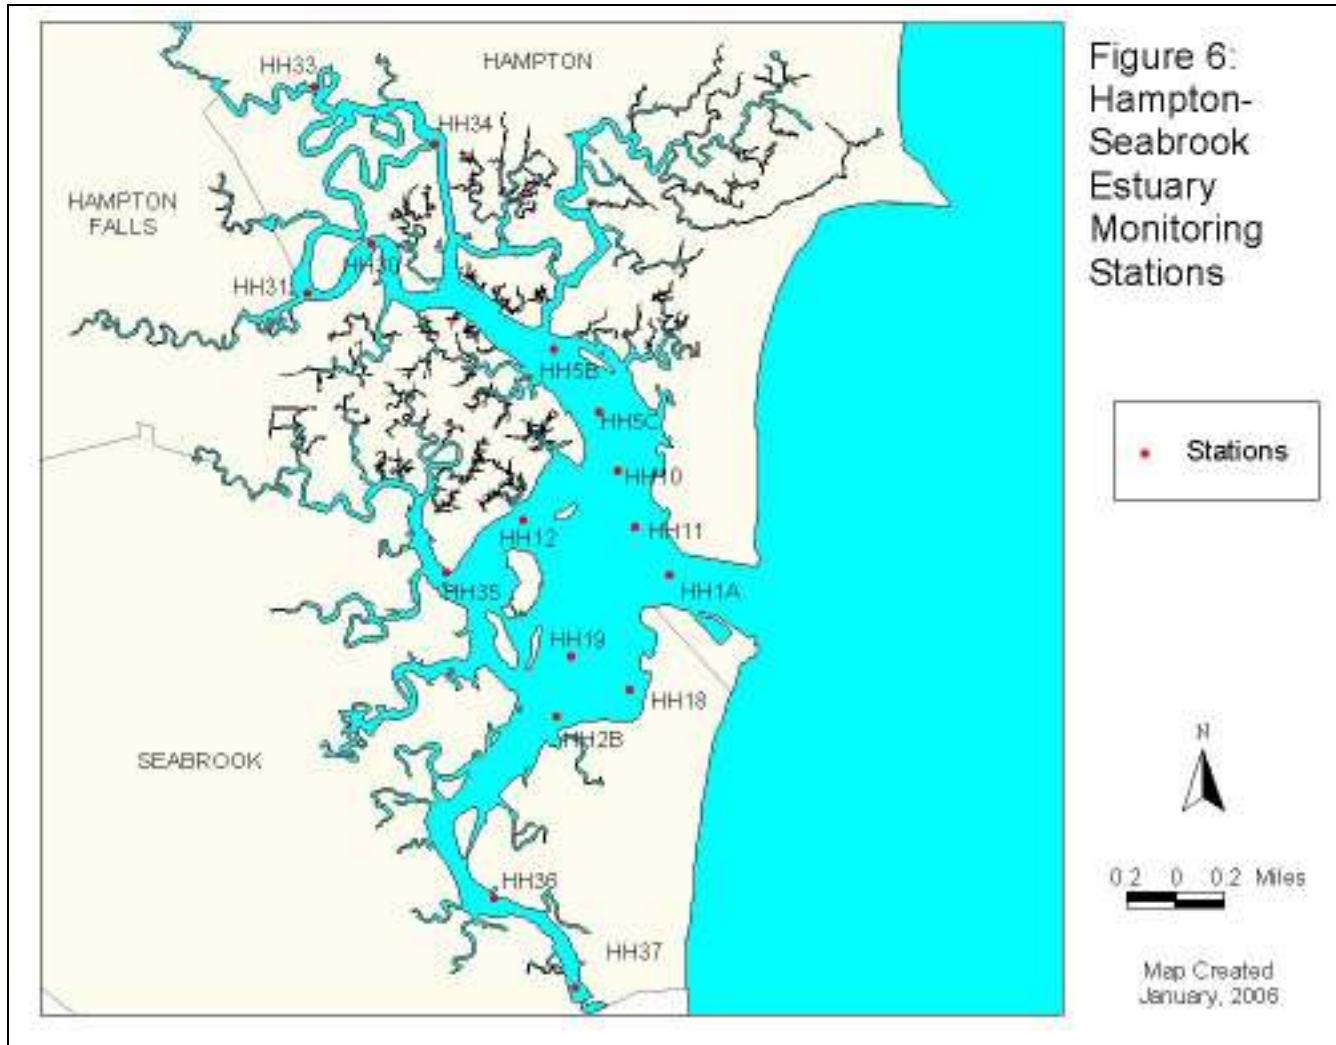 Figure 6:
Hampton-
Seabrook
Estuary
Monitoring
Stations
HAMPTON
HH33
HH34
HAMPTON
FALLS
HH30
HH31
HH5B
HH5C
HH10
HH12
HH11
HH35
HH1A
HH19
HH18
HH2B
SEABROOK
HH36
HH37
Stations
N
0.2 0 0.2 Miles
Map Created
January, 2006